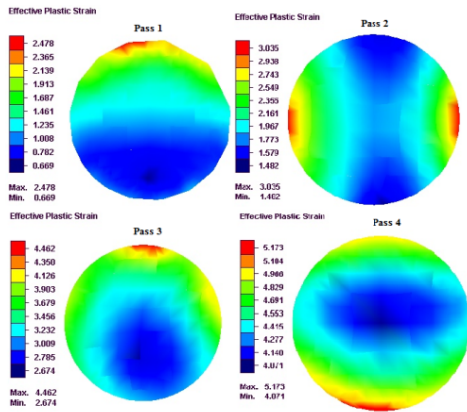 Effective Plastic Strain
Pass 1
2.478
2.365
2.139
1.913
1.687
1.461
1.235
1.008
0.782
0.669
Max. 2.478
Min. 0.669
Effective Plastic Strain
Pass 2
3.035
2.938
2.743
2.549
2.355
2.161
1.967
1.773
1.579
1.482
Max. 3.035
Min. 1.402
Effective Plastic Strain
Pass 3
4.462
4.350
4.126
3.903
3.679
3.456
3.232
3.009
2.785
2.674
Max. 4.462
Min. 2.674
Effective Plastic Strain
Pass 4
5.173
5.104
4.966
4.829
4.691
4.553
4.415
4.277
4.140
4.071
Max. 5.173
Min. 4.071